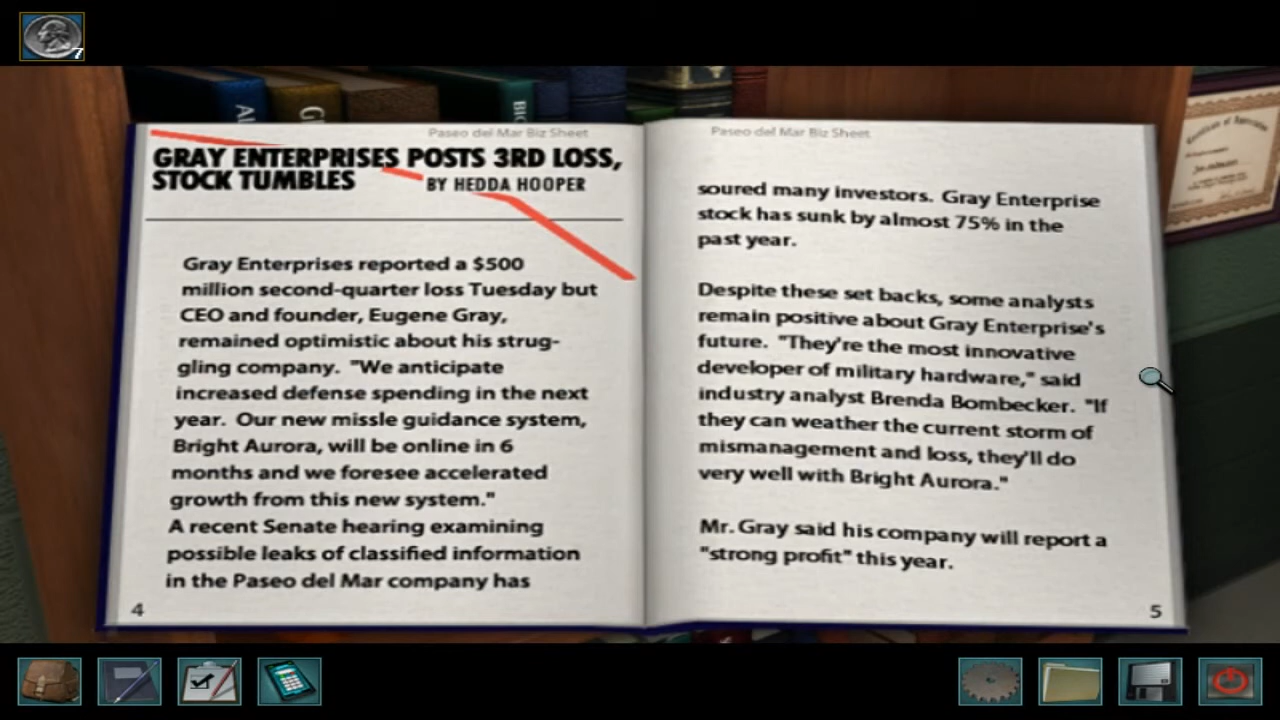 7
Paseo del Mar Biz Sheet
GRAY ENTERPRISES POSTS 3RD LOSS,
STOCK TUMBLES
BY HEDDA HOOPER
Gray Enterprises reported a $500
million second-quarter loss Tuesday but
CEO and founder, Eugene Gray,
remained optimistic about his strug-
gling company. "We anticipate
increased defense spending in the next
year. Our new missle guidance system,
Bright Aurora, will be online in 6
months and we foresee accelerated
growth from this new system."
A recent Senate hearing examining
possible leaks of classified information
in the Paseo del Mar company has
4
Paseo del Mar Biz Sheet
soured many investors. Gray Enterprise
stock has sunk by almost 75% in the
past year.
Despite these set backs, some analysts
remain positive about Gray Enterprise's
future. "They're the most innovative
developer of military hardware," said
industry analyst Brenda Bombecker. "If
they can weather the current storm of
mismanagement and loss, they'll do
very well with Bright Aurora."
Mr. Gray said his company will report a
"strong profit" this year.
5